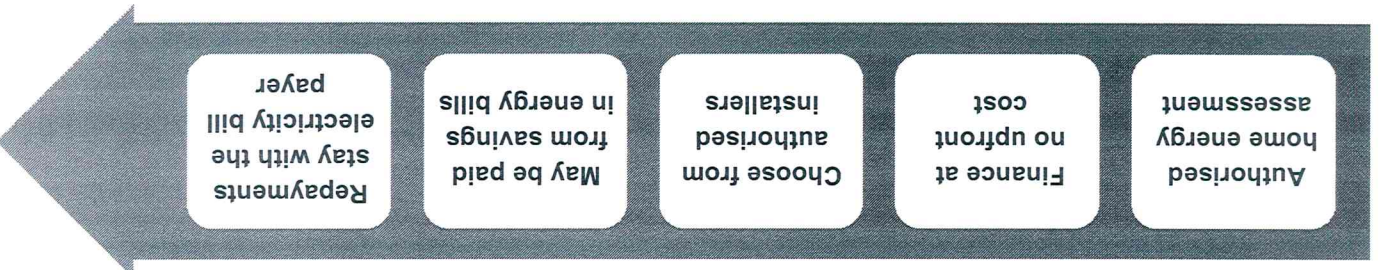 Authorised
home energy
assessment
Finance at
no upfront
cost
Choose from
authorised
installers
May be paid
from savings
in energy bills
Repayments
stay with the
electricity bill
payer